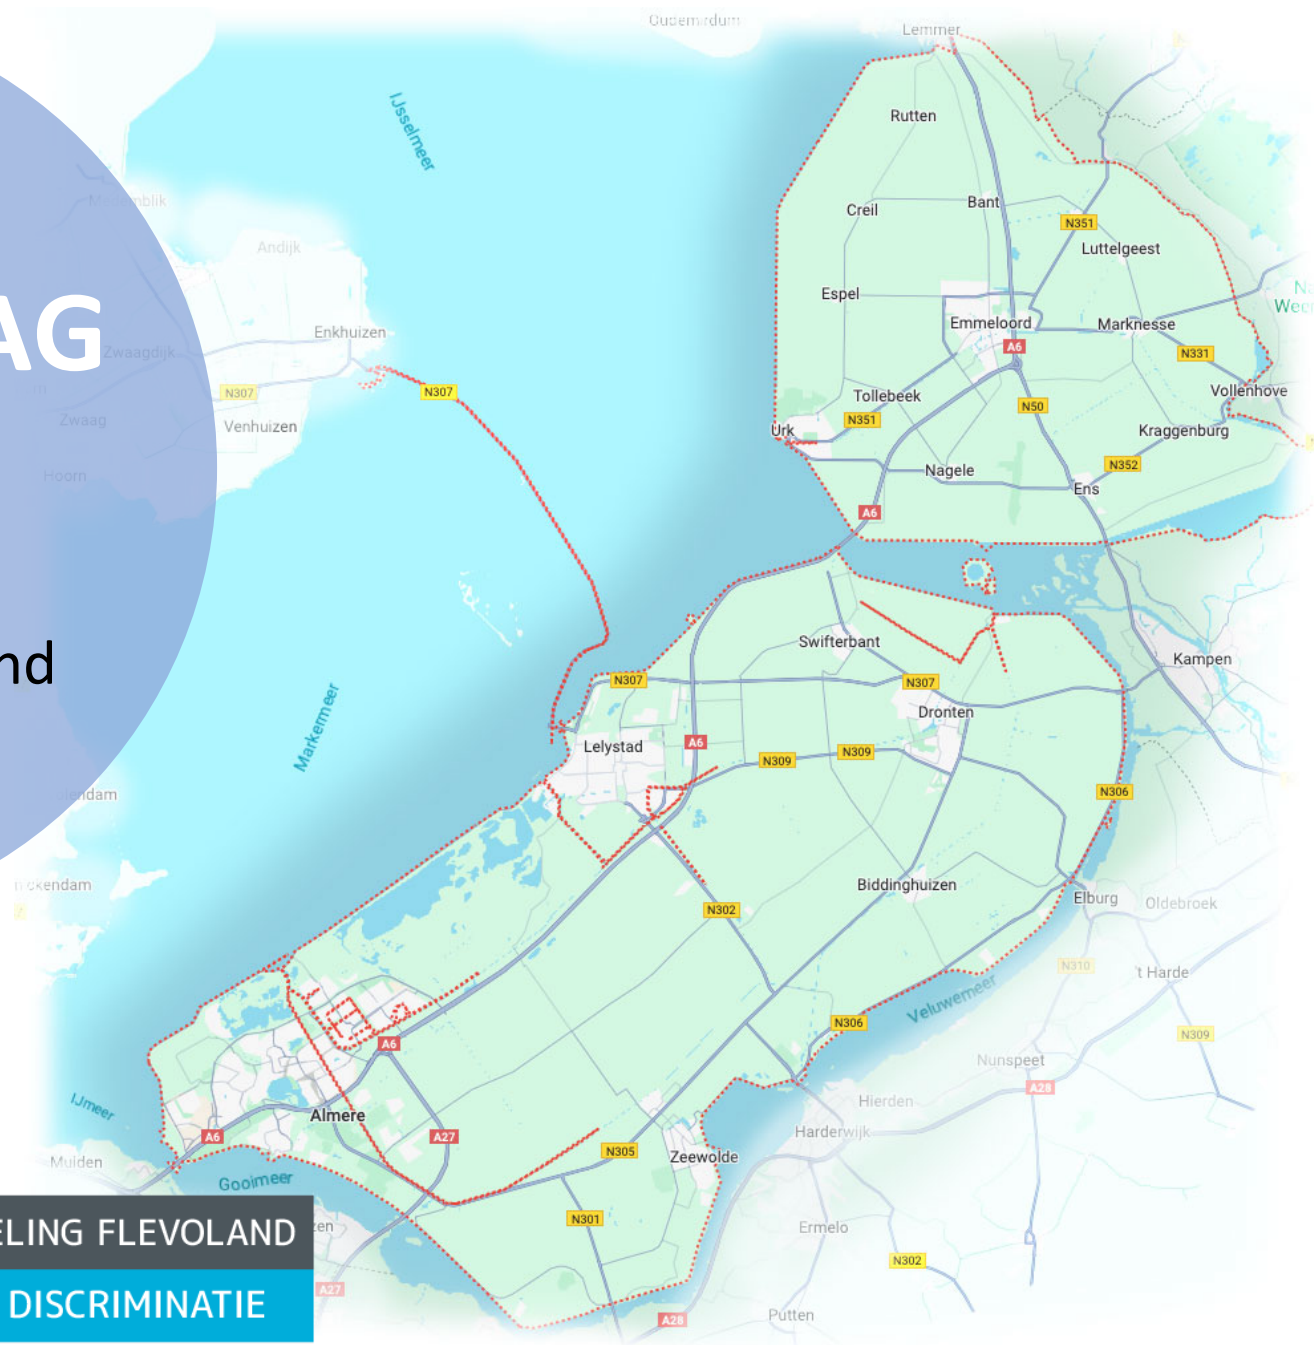 Oudemirdum
Lemmer
IJsselmeer
Rutten
Creil
Bant
N351
Luttelgeest
Andijk
Espel
Emmeloord
Marknesse
AG
Enkhuizen
A6
Zwaagdijk
N331
N307
N307
Vollenhove
Tollebeek
N50
Zwaag
Venhuizen
N351
Urk
Kraggenburg
N352
Hoorn
Nagele
Ens
A6
Swifterbant
Kampen
nd
N307
N307
Dronten
Markermeer
Lelystad
A6
N309
N309
N306
endam
Biddinghuizen
N302
Elburg
Oldebroek
N310
't Harde
Veluwemeer
N306
N309
A6
Nunspeet
A28
IJmeer
Hierden
Almere
Harderwijk
A6
A27
N305
Zeewolde
Muiden
Gooimeer
N301
ELING FLEVOLAND
zen
Ermelo
N302
A27
DISCRIMINATIE
A28
Putten